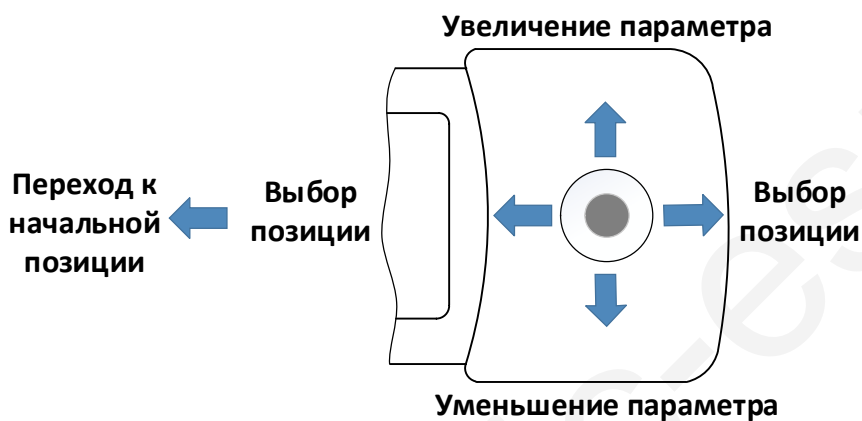 Увеличение параметра
Переход к
начальной
позиции
Выбор
позиции
Выбор
позиции
Уменьшение параметра